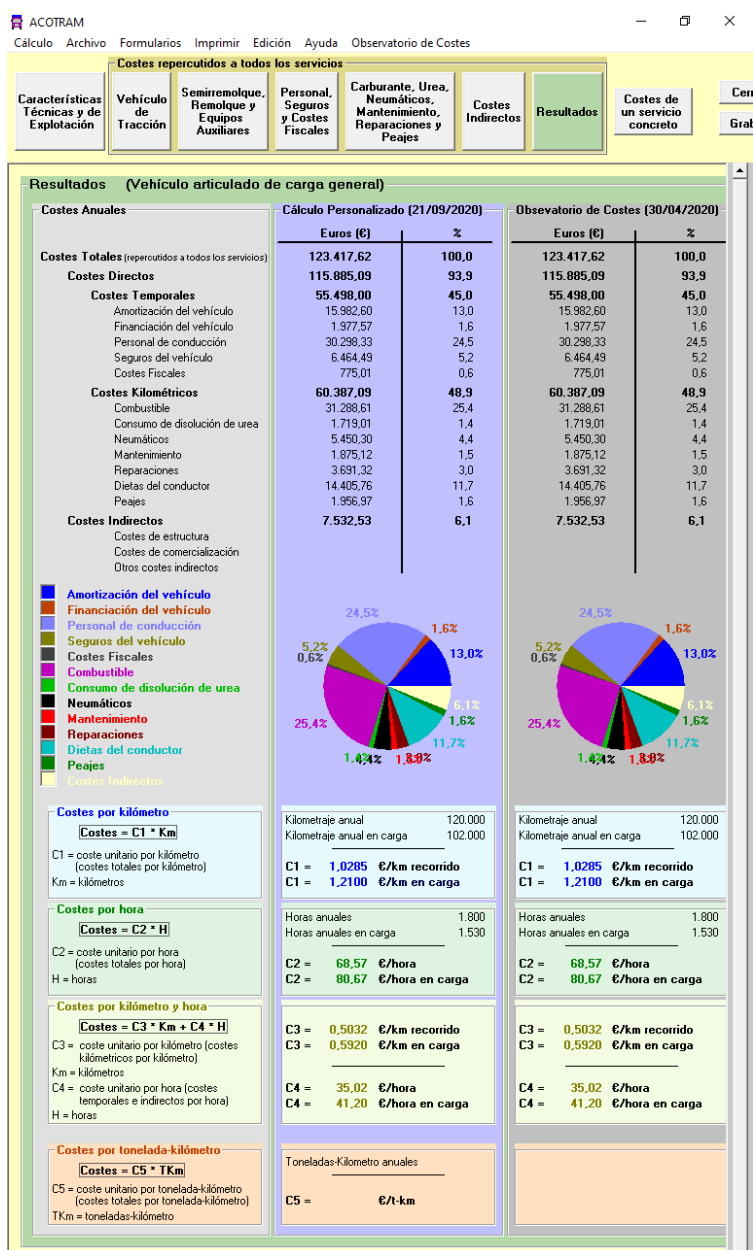 ACOTRAM
Cálculo Archivo Formularios Imprimir Edición Ayuda Observatorio de Costes
Costes repercutidos a todos los servicios
Características Técnicas y de Explotación
Vehículo de Tracción
Semirremolque, Remolque y Equipos Auxiliares
Personal, Seguros y Costes Fiscales
Carburante, Urea, Neumáticos, Mantenimiento, Reparaciones y Peajes
Costes Indirectos
Resultados
Costes de un servicio concreto
Cerr
Grab
Resultados (Vehículo articulado de carga general)
Costes Anuales Cálculo Personalizado (21/09/2020) Obsevatorio de Costes (30/04/2020)
Euros (€) % Euros (€) %
Costes Totales (repercutidos a todos los servicios) 123.417,62 100,0 123.417,62 100,0
Costes Directos 115.885,09 93,9 115.885,09 93,9
Costes Temporales 55.498,00 45,0 55.498,00 45,0
Amortización del vehículo 15.982,60 13,0 15.982,60 13,0
Financiación del vehículo 1.977,57 1,6 1.977,57 1,6
Personal de conducción 30.298,33 24,5 30.298,33 24,5
Seguros del vehículo 6.464,49 5,2 6.464,49 5,2
Costes Fiscales 775,01 0,6 775,01 0,6
Costes Kilométricos 60.387,09 48,9 60.387,09 48,9
Combustible 31.288,61 25,4 31.288,61 25,4
Consumo de disolución de urea 1.719,01 1,4 1.719,01 1,4
Neumáticos 5.450,30 4,4 5.450,30 4,4
Mantenimiento 1.875,12 1,5 1.875,12 1,5
Reparaciones 3.691,32 3,0 3.691,32 3,0
Dietas del conductor 14.405,76 11,7 14.405,76 11,7
Peajes 1.956,97 1,6 1.956,97 1,6
Costes Indirectos 7.532,53 6,1 7.532,53 6,1
Costes de estructura
Costes de comercialización
Otros costes indirectos
Amortización del vehículo
Financiación del vehículo
Personal de conducción
Seguros del vehículo
Costes Fiscales
Combustible
Consumo de disolución de urea
Neumáticos
Mantenimiento
Reparaciones
Dietas del conductor
Peajes
Costes Indirectos
24,5% 24,5%
1,6% 1,6%
5,2% 13,0% 5,2% 13,0%
0,6% 0,6%
6,1% 6,1%
25,4% 1,6% 25,4% 1,6%
11,7% 11,7%
Costes por kilómetro
Costes = C1 * Km
C1 = coste unitario por kilómetro
(costes totales por kilómetro)
Km = kilómetros
Kilometraje anual 120.000 Kilometraje anual 120.000
Kilometraje anual en carga 102.000 Kilometraje anual en carga 102.000
C1 = 1,0285 €/km recorrido C1 = 1,0285 €/km recorrido
C1 = 1,2100 €/km en carga C1 = 1,2100 €/km en carga
Costes por hora
Costes = C2 * H
C2 = coste unitario por hora
(costes totales por hora)
H = horas
Horas anuales 1.800 Horas anuales 1.800
Horas anuales en carga 1.530 Horas anuales en carga 1.530
C2 = 68,57 €/hora C2 = 68,57 €/hora
C2 = 80,67 €/hora en carga C2 = 80,67 €/hora en carga
Costes por kilómetro y hora
Costes = C3 * Km + C4 * H
C3 = coste unitario por kilómetro (costes
kilómetricos por kilómetro)
Km = kilómetros
C4 = coste unitario por hora (costes
temporales e indirectos por hora)
H = horas
C3 = 0,5032 €/km recorrido C3 = 0,5032 €/km recorrido
C3 = 0,5920 €/km en carga C3 = 0,5920 €/km en carga
C4 = 35,02 €/hora C4 = 35,02 €/hora
C4 = 41,20 €/hora en carga C4 = 41,20 €/hora en carga
Costes por tonelada-kilómetro
Costes = C5 * TKm
C5 = coste unitario por tonelada-kilómetro
(costes totales por tonelada-kilómetro)
TKm = toneladas-kilómetro
Toneladas-Kilometro anuales
C5 = €/t-km